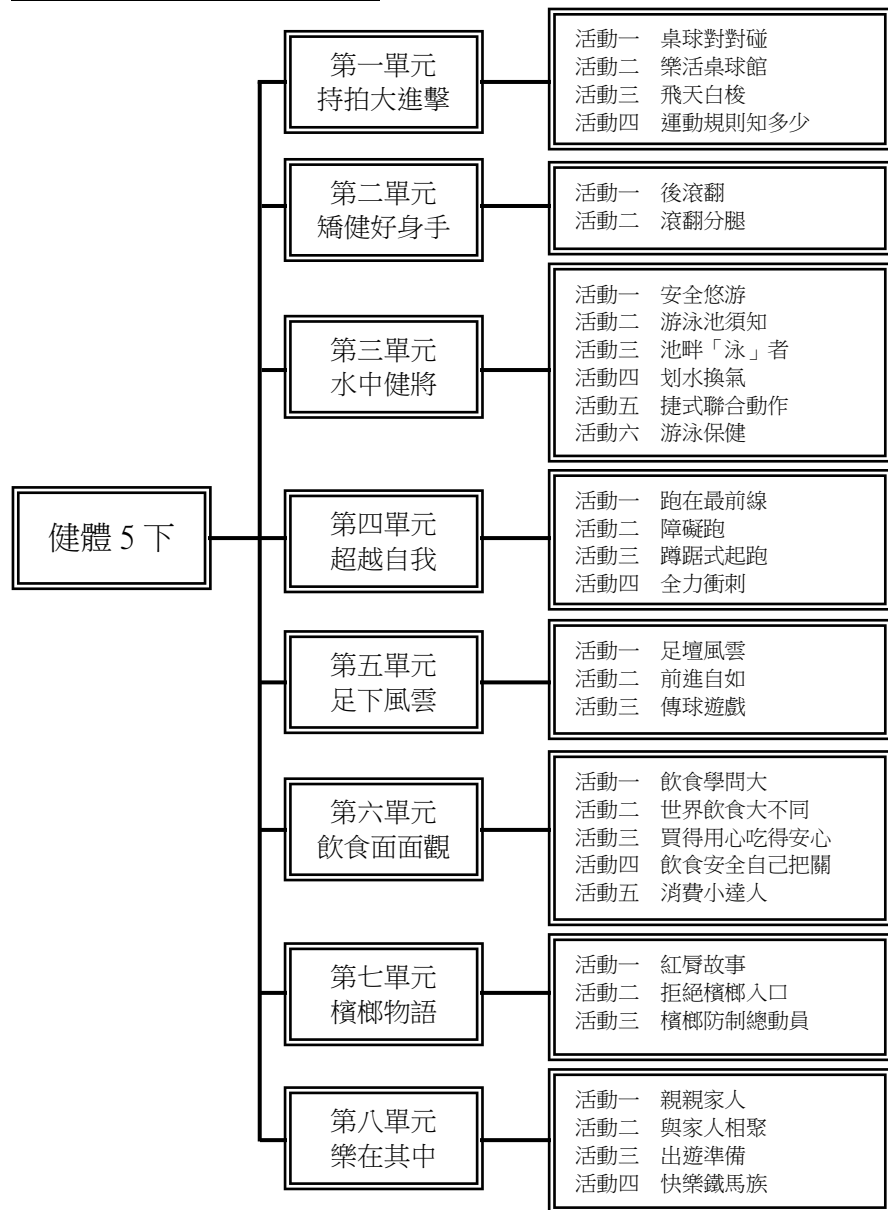 健體 5 下
第一單元
持拍大進擊
活動一　桌球對對碰
活動二　樂活桌球館
活動三　飛天白梭
活動四　運動規則知多少
第二單元
矯健好身手
活動一　後滾翻
活動二　滾翻分腿
第三單元
水中健將
活動一　安全悠游
活動二　游泳池須知
活動三　池畔「泳」者
活動四　划水換氣
活動五　捷式聯合動作
活動六　游泳保健
第四單元
超越自我
活動一　跑在最前線
活動二　障礙跑
活動三　蹲踞式起跑
活動四　全力衝刺
第五單元
足下風雲
活動一　足壇風雲
活動二　前進自如
活動三　傳球遊戲
第六單元
飲食面面觀
活動一　飲食學問大
活動二　世界飲食大不同
活動三　買得用心吃得安心
活動四　飲食安全自己把關
活動五　消費小達人
第七單元
檳榔物語
活動一　紅脣故事
活動二　拒絕檳榔入口
活動三　檳榔防制總動員
第八單元
樂在其中
活動一　親親家人
活動二　與家人相聚
活動三　出遊準備
活動四　快樂鐵馬族